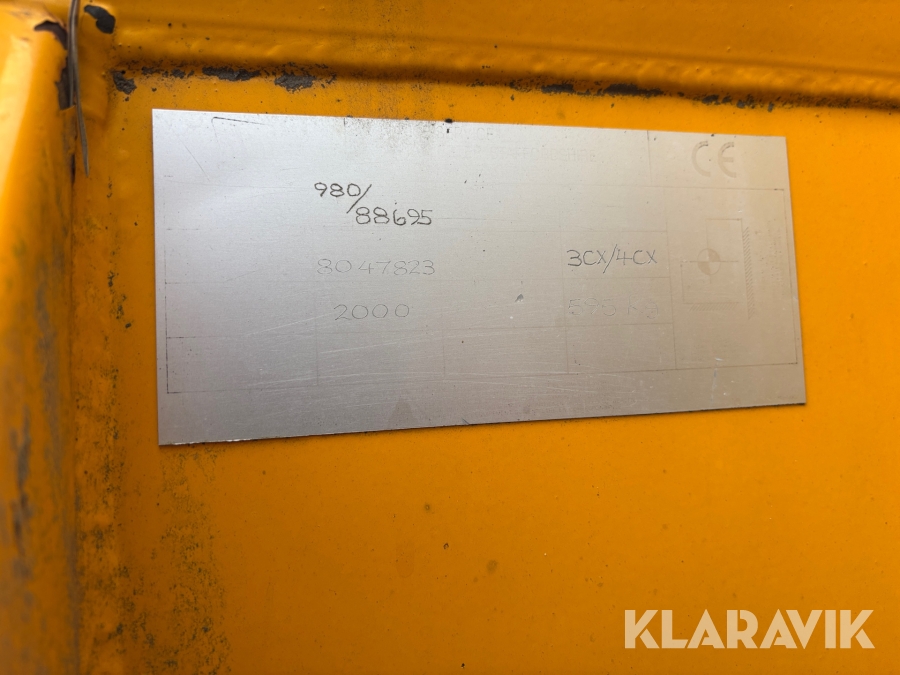 CE
980/
88695
8047823
3CX/4CX
2000
KLARAVIK